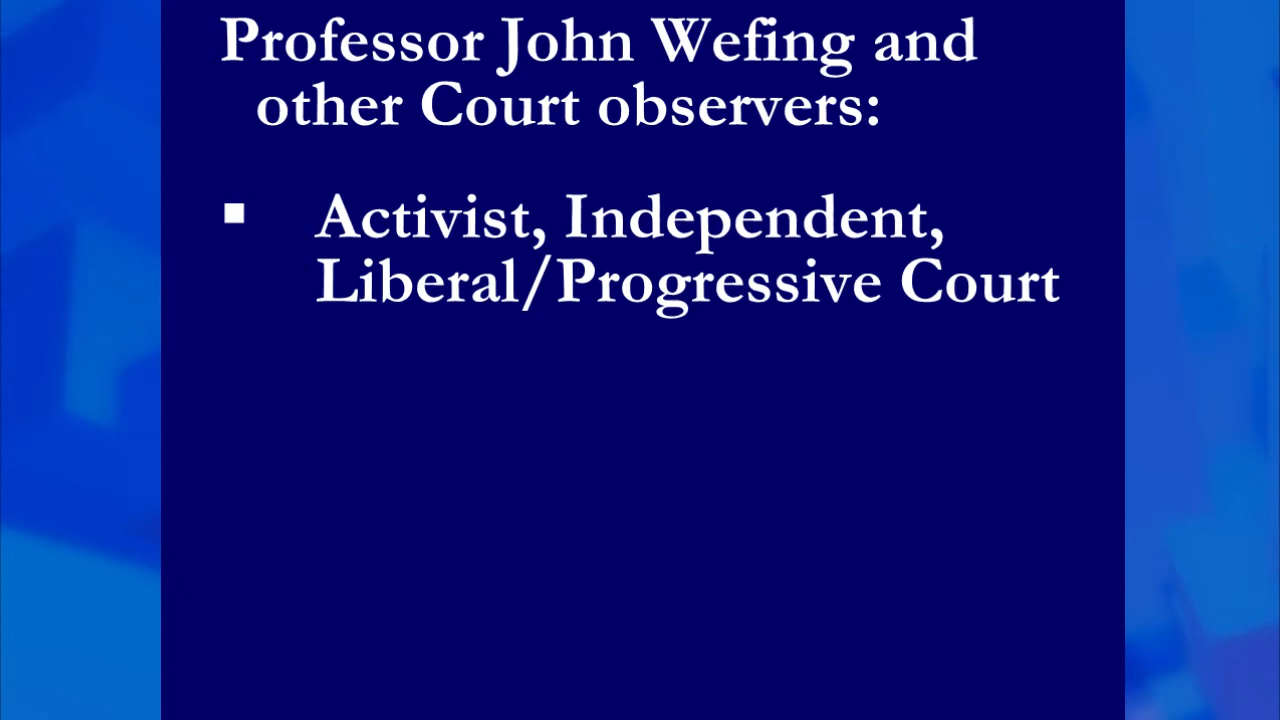 Professor John Wefing and
other Court observers:
▪ Activist, Independent,
Liberal/Progressive Court